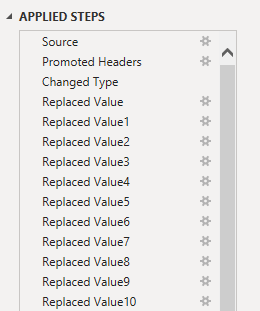 APPLIED STEPS
Source
Promoted Headers
Changed Type
Replaced Value
Replaced Value1
Replaced Value2
Replaced Value3
Replaced Value4
Replaced Value5
Replaced Value6
Replaced Value7
Replaced Value8
Replaced Value9
Replaced Value10